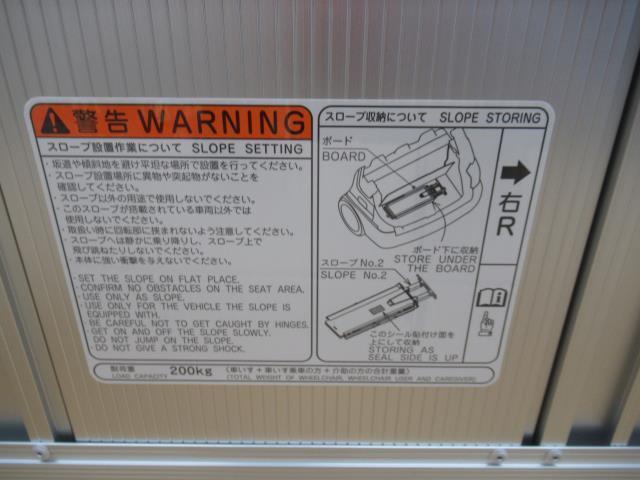 警告 WARNING
スロープ設置作業について SLOPE SETTING
・坂道や傾斜地を避け平坦な場所で設置を行ってください。
・スロープ設置場所に異物や突起物がないことを
確認してください。
・スロープ以外の用途で使用しないでください。
・このスロープが搭載されている車両以外では
使用しないでください。
・取扱い時に回転部に挟まれないよう注意してください。
・スロープへは静かに乗り降りし、スロープ上で
飛び跳ねたりしないでください。
・本体に強い衝撃を与えないでください。
・SET THE SLOPE ON FLAT PLACE.
・CONFIRM NO OBSTACLES ON THE SEAT AREA.
・USE ONLY AS SLOPE.
・USE ONLY FOR THE VEHICLE THE SLOPE IS
EQUIPPED WITH.
・BE CAREFUL NOT TO GET CAUGHT BY HINGES.
・GET ON AND OFF THE SLOPE SLOWLY.
DO NOT JUMP ON THE SLOPE.
・DO NOT GIVE A STRONG SHOCK.
スロープ収納について SLOPE STORING
ボード
BOARD
ボード下に収納
STORE UNDER
THE BOARD
スロープ No.2
SLOPE No.2
このシール貼付け面を
上にして収納
STORING AS
SEAL SIDE IS UP
右
R
耐荷重 200kg (車いす+車いす乗車の方+介助の方の合計重量)
LOAD CAPACITY (TOTAL WEIGHT OF WHEELCHAIR, WHEELCHAIR USER AND CAREGIVER)